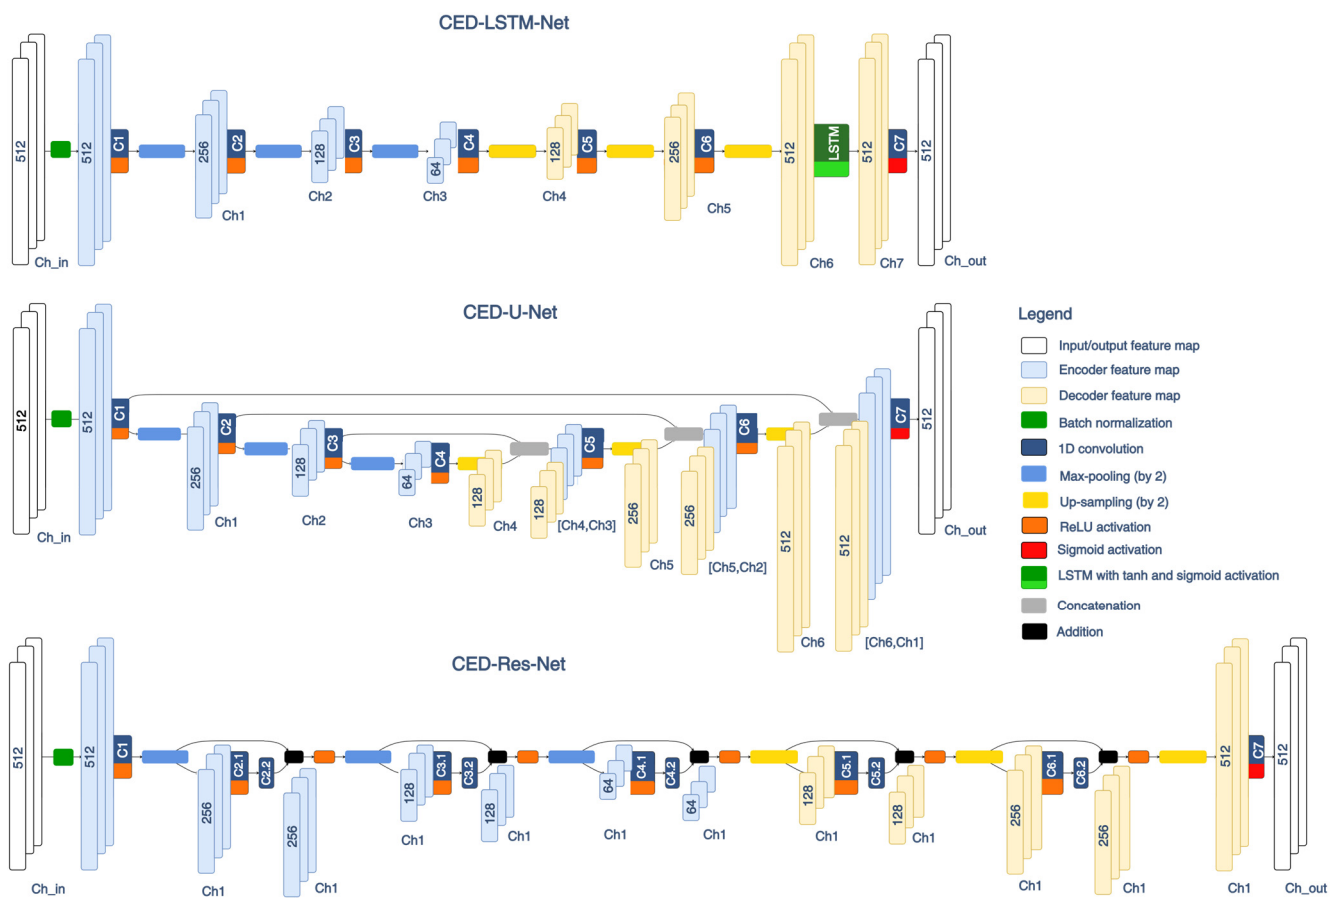 CED-LSTM-Net
512
512
C1
256
C2
128
C3
64
C4
128
C5
256
C6
512
LSTM
512
C7
512
Ch_in
Ch1
Ch2
Ch3
Ch4
Ch5
Ch6
Ch7
Ch_out
CED-U-Net
512
512
C1
256
C2
128
C3
64
C4
128
128
C5
256
256
C6
512
512
C7
512
Ch_in
Ch1
Ch2
Ch3
Ch4
[Ch4,Ch3]
Ch5
[Ch5,Ch2]
Ch6
[Ch6,Ch1]
Ch_out
Legend
Input/output feature map
Encoder feature map
Decoder feature map
Batch normalization
1D convolution
Max-pooling (by 2)
Up-sampling (by 2)
ReLU activation
Sigmoid activation
LSTM with tanh and sigmoid activation
Concatenation
Addition
CED-Res-Net
512
512
C1
256
C2.1
C2.2
256
128
C3.1
C3.2
128
64
C4.1
C4.2
64
128
C5.1
C5.2
128
256
C6.1
C6.2
256
512
C7
512
Ch_in
Ch1
Ch1
Ch1
Ch1
Ch1
Ch1
Ch1
Ch1
Ch1
Ch1
Ch1
Ch_out